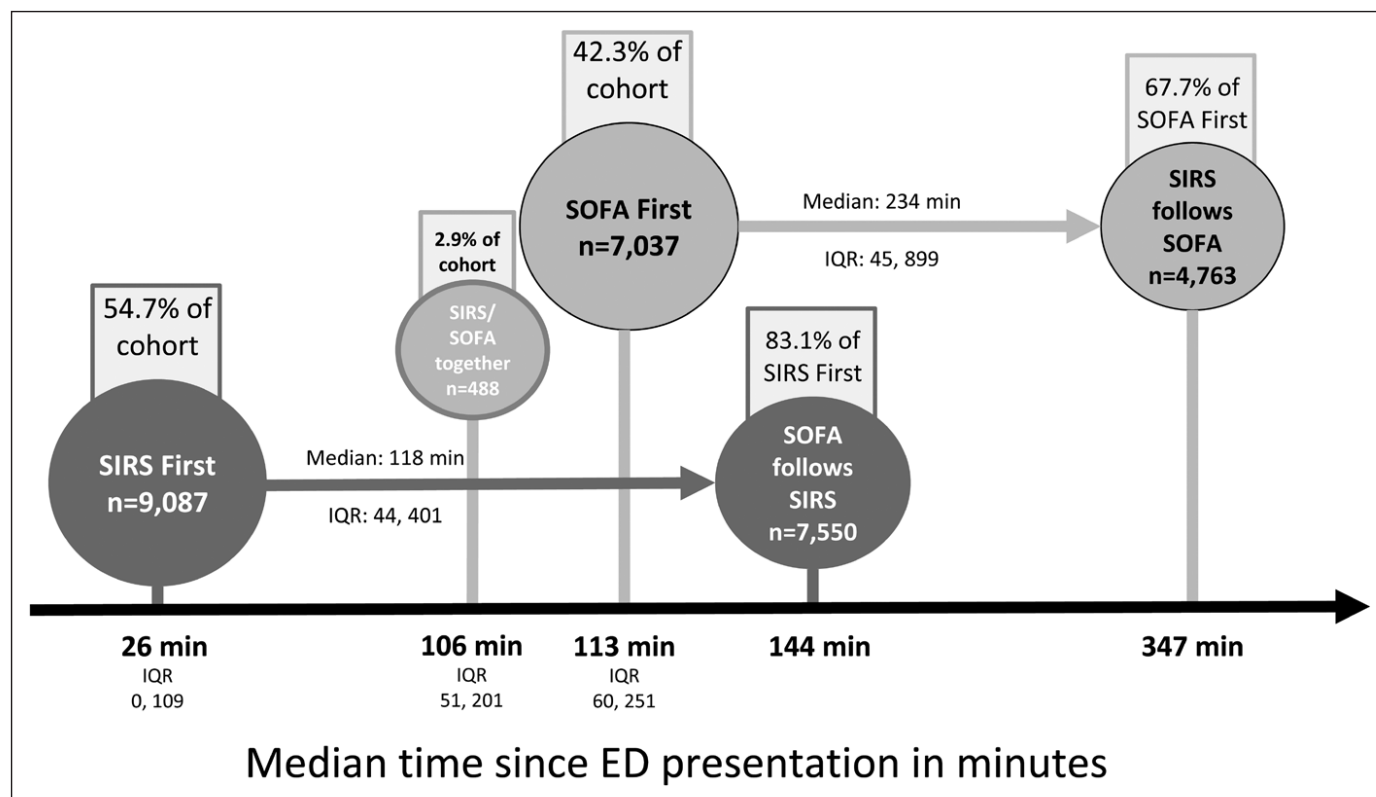 42.3% of
cohort
67.7% of
SOFA First
SOFA First
n=7,037
Median: 234 min
IQR: 45, 899
SIRS
follows
SOFA
n=4,763
2.9% of
cohort
SIRS/
SOFA
together
n=488
54.7% of
cohort
83.1% of
SIRS First
SIRS First
n=9,087
Median: 118 min
IQR: 44, 401
SOFA
follows
SIRS
n=7,550
26 min
IQR
0, 109
106 min
IQR
51, 201
113 min
IQR
60, 251
144 min
347 min
Median time since ED presentation in minutes